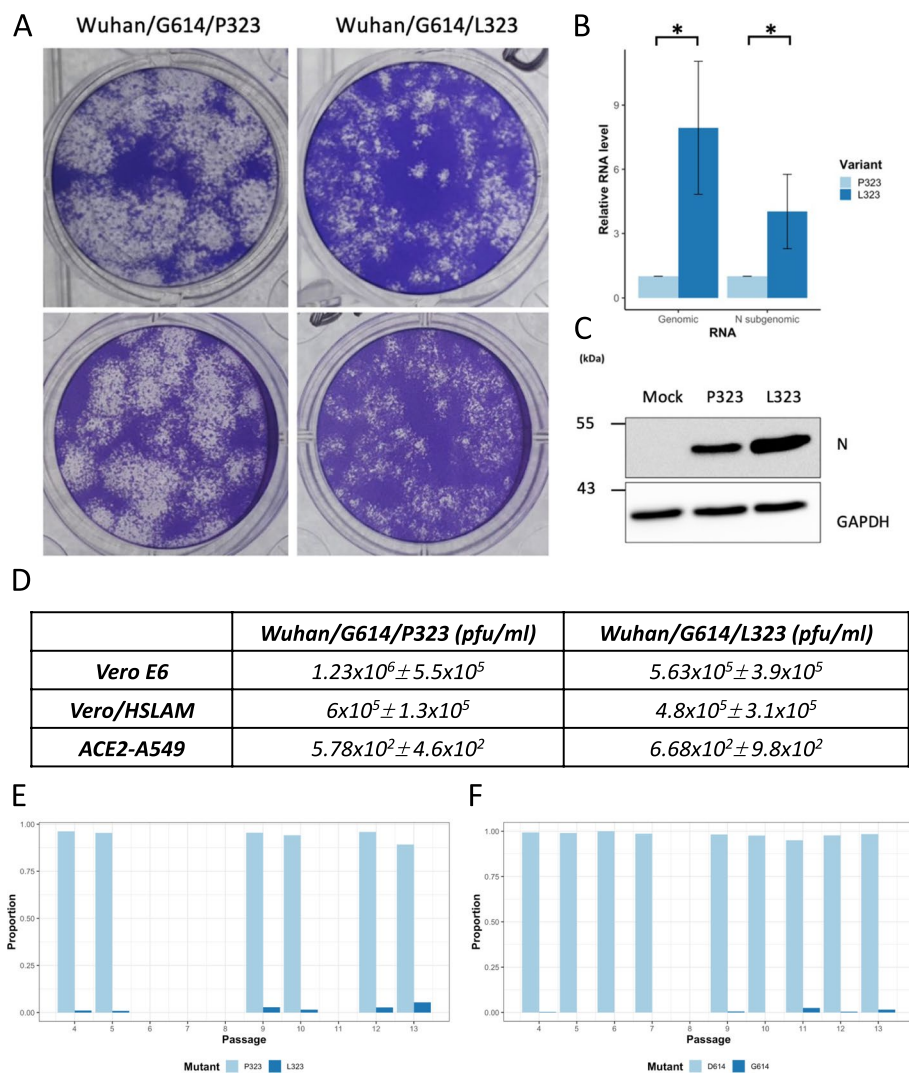 A
Wuhan/G614/P323
Wuhan/G614/L323
B
*
*
Relative RNA level
9
6
3
0
Genomic
N subgenomic
RNA
Variant
P323
L323
C
(kDa)
Mock
P323
L323
55
N
43
GAPDH
D
Wuhan/G614/P323 (pfu/ml)
Wuhan/G614/L323 (pfu/ml)
Vero E6
1.23x10⁶±5.5x10⁵
5.63x10⁵±3.9x10⁵
Vero/HSLAM
6x10⁵±1.3x10⁵
4.8x10⁵±3.1x10⁵
ACE2-A549
5.78x10²±4.6x10²
6.68x10²±9.8x10²
E
Proportion
1.00
0.75
0.50
0.25
0.00
4 5 6 7 8 9 10 11 12 13
Passage
Mutant P323 L323
F
Proportion
1.00
0.75
0.50
0.25
0.00
4 5 6 7 8 9 10 11 12 13
Passage
Mutant D614 G614